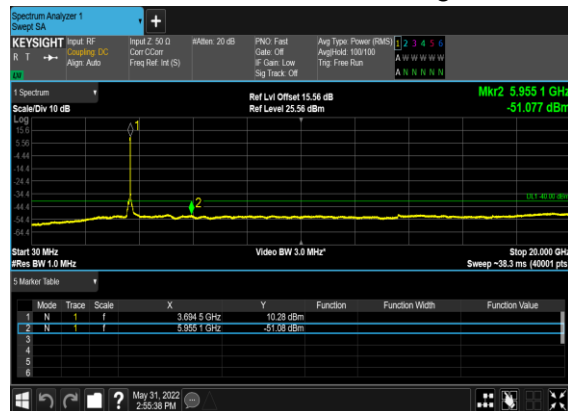 Spectrum Analyzer 1
Swept SA
+
KEYSIGHT Input: RF Input Z: 50 Ω #Atten: 20 dB PNO: Fast Avg Type: Power (RMS) 1 2 3 4 5 6
R T Coupling: DC Corr CCorr Gate: Off Avg|Hold: 100/100 A W W W W W
Align: Auto Freq Ref: Int (S) IF Gain: Low Trig: Free Run
LXI Sig Track: Off A N N N N N
1 Spectrum Ref Lvl Offset 15.56 dB Mkr2 5.955 1 GHz
Scale/Div 10 dB Ref Level 25.56 dBm -51.077 dBm
Log
15.6
5.56
-4.44
-14.4
-24.4
-34.4
-44.4
-54.4
-64.4
1
2
Start 30 MHz Video BW 3.0 MHz* Stop 20.000 GHz
#Res BW 1.0 MHz Sweep ~38.3 ms (40001 pts
5 Marker Table
Mode Trace Scale X Y Function Function Width Function Value
1 N 1 f 3.694 5 GHz 10.28 dBm
2 N 1 f 5.955 1 GHz -51.08 dBm
3
4
5
6
? May 31, 2022
2:55:38 PM